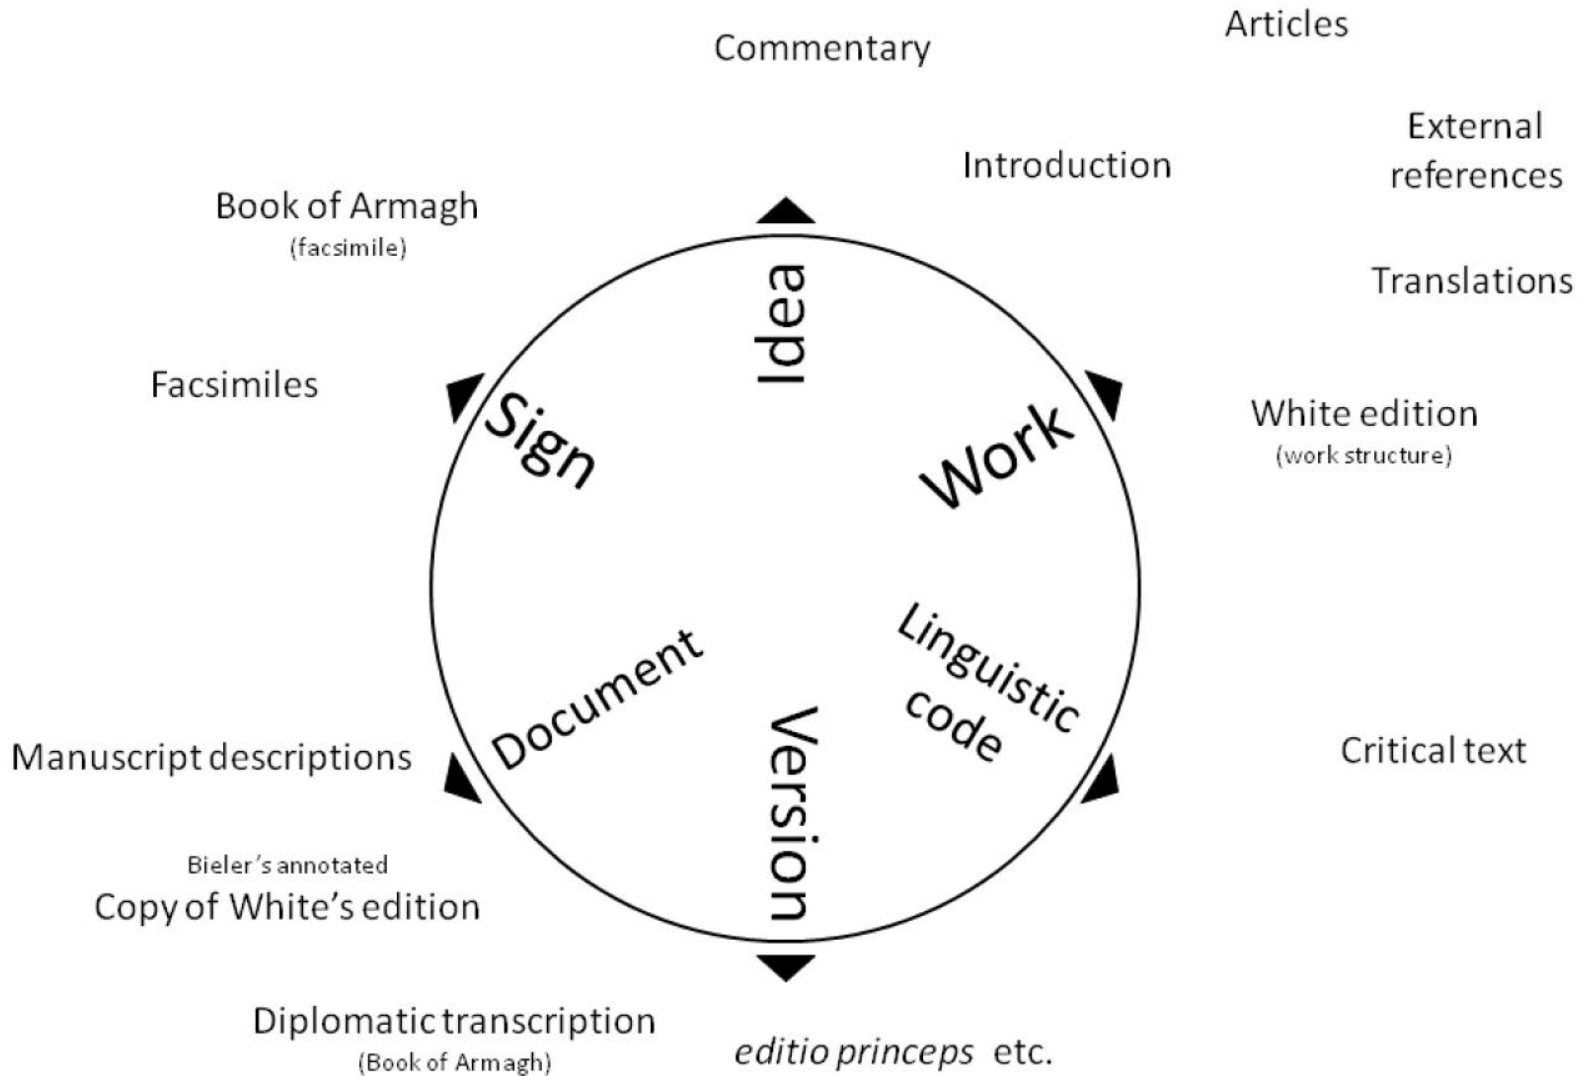 Articles
Commentary
External
references
Introduction
Book of Armagh
(facsimile)
Translations
Idea
Facsimiles
Sign
Work
White edition
(work structure)
Linguistic
code
Document
Version
Manuscript descriptions
Critical text
Bieler's annotated
Copy of White's edition
Diplomatic transcription
(Book of Armagh)
editio princeps etc.